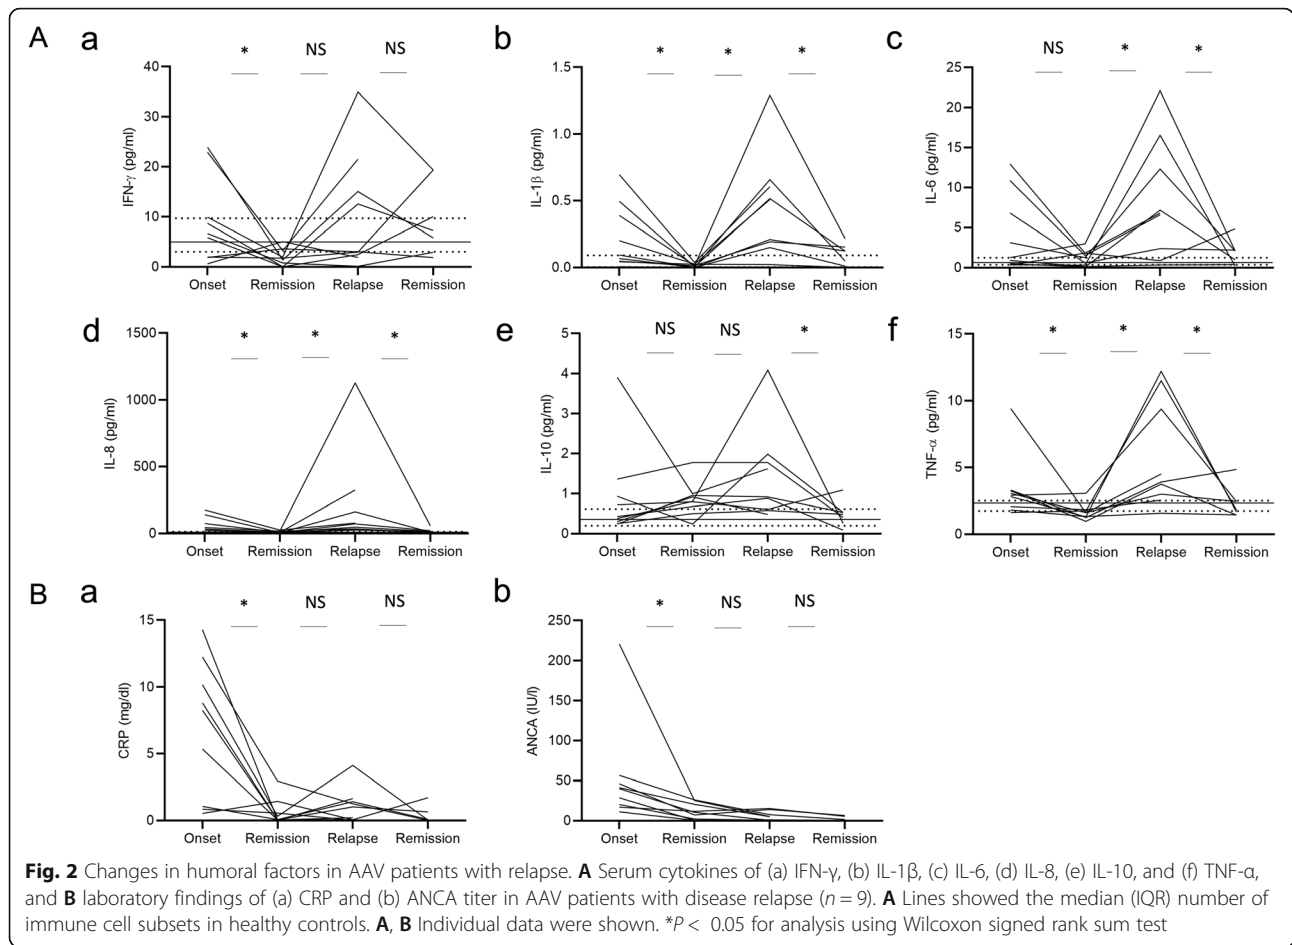 A
a
* NS NS
40
30
20
10
0
IFN-γ (pg/ml)
Onset Remission Relapse Remission
b
* * *
1.5
1.0
0.5
0.0
IL-1β (pg/ml)
Onset Remission Relapse Remission
c
NS * *
25
20
15
10
5
0
IL-6 (pg/ml)
Onset Remission Relapse Remission
d
* * *
1500
1000
500
0
IL-8 (pg/ml)
Onset Remission Relapse Remission
e
NS NS *
5
4
3
2
1
0
IL-10 (pg/ml)
Onset Remission Relapse Remission
f
* * *
15
10
5
0
TNF-α (pg/ml)
Onset Remission Relapse Remission
B
a
* NS NS
15
10
5
0
CRP (mg/dl)
Onset Remission Relapse Remission
b
* NS NS
250
200
150
100
50
0
ANCA (IU/l)
Onset Remission Relapse Remission
Fig. 2 Changes in humoral factors in AAV patients with relapse. A Serum cytokines of (a) IFN-γ, (b) IL-1β, (c) IL-6, (d) IL-8, (e) IL-10, and (f) TNF-α,
and B laboratory findings of (a) CRP and (b) ANCA titer in AAV patients with disease relapse (n = 9). A Lines showed the median (IQR) number of
immune cell subsets in healthy controls. A, B Individual data were shown. *P < 0.05 for analysis using Wilcoxon signed rank sum test